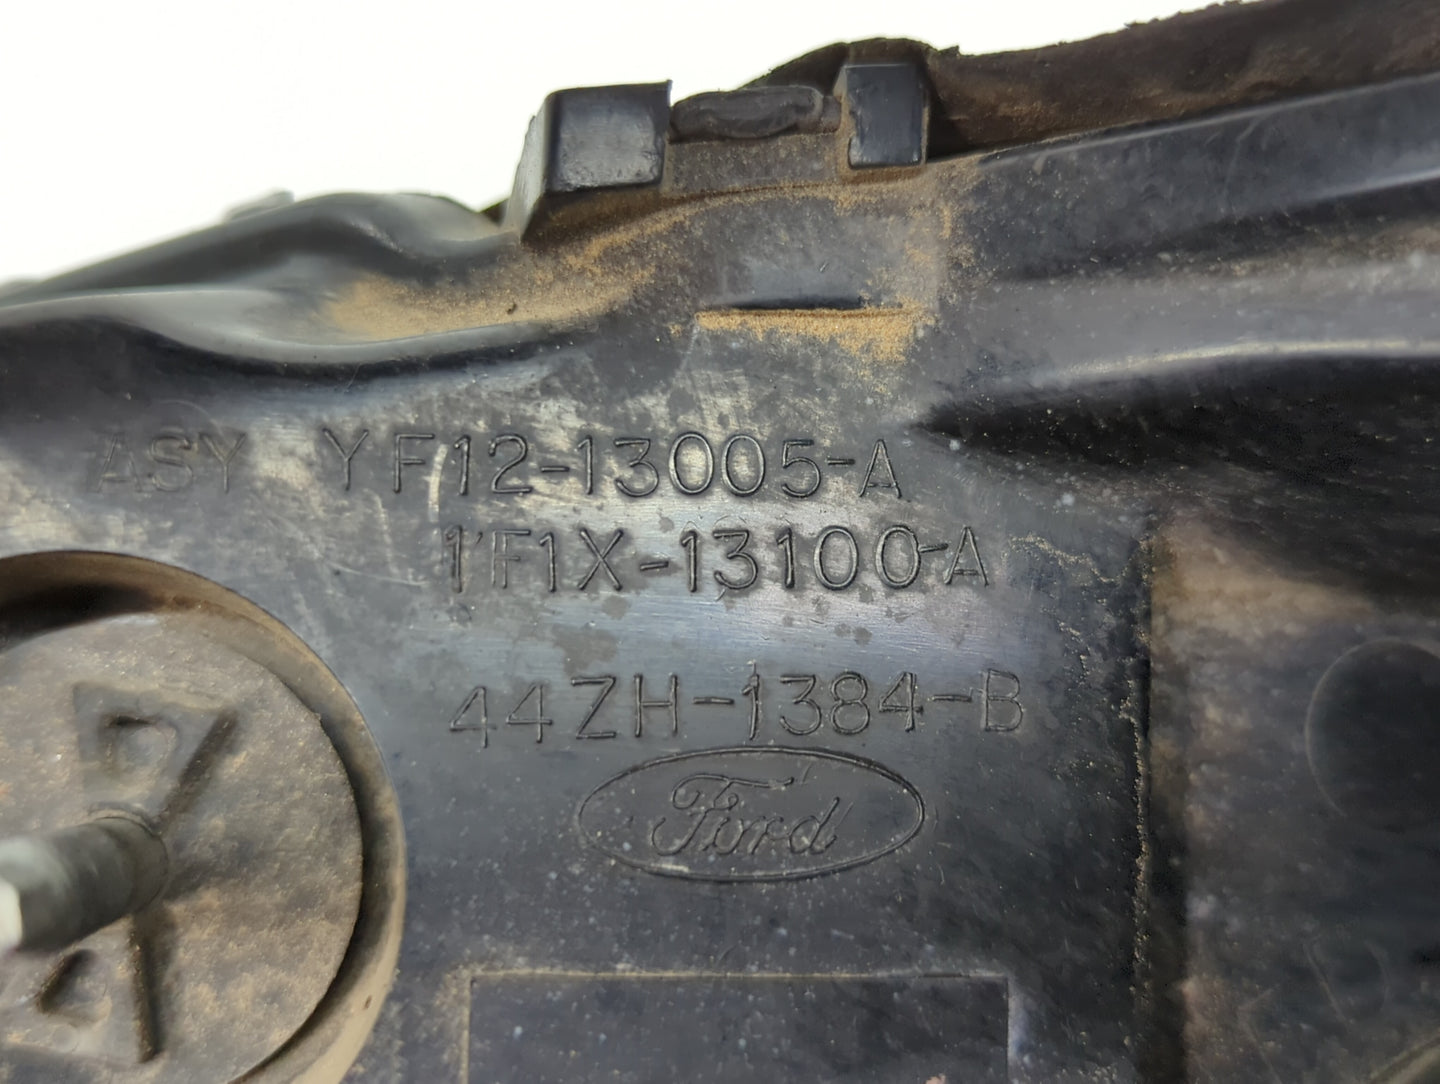 ASY YF12-13005-A
1F1X-13100-A
44ZH-1384-B
Ford